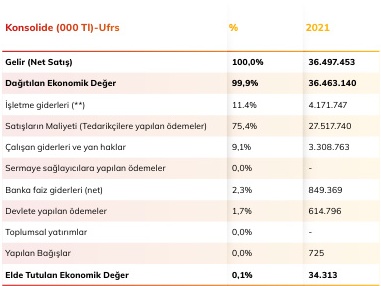 Konsolide (000 Tl)-Ufrs % 2021
Gelir (Net Satış) 100,0% 36.497.453
Dağıtılan Ekonomik Değer 99,9% 36.463.140
İşletme giderleri (**) 11.4% 4.171.747
Satışların Maliyeti (Tedarikçilere yapılan ödemeler) 75,4% 27.517.740
Çalışan giderleri ve yan haklar 9,1% 3.308.763
Sermaye sağlayıcılara yapılan ödemeler 0,0% -
Banka faiz giderleri (net) 2,3% 849.369
Devlete yapılan ödemeler 1,7% 614.796
Toplumsal yatırımlar 0,0% -
Yapılan Bağışlar 0,0% 725
Elde Tutulan Ekonomik Değer 0,1% 34.313